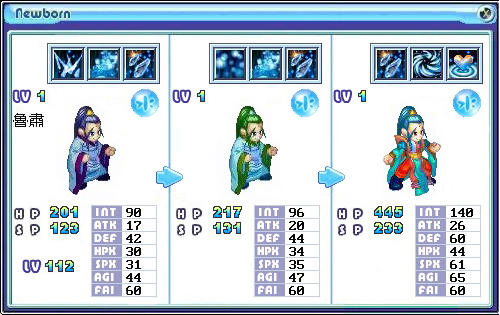 Newborn
LV 1
魯肅
水
HP 201
SP 123
LV 112
INT 90
ATK 17
DEF 42
HPX 30
SPX 31
AGI 44
FAI 60
LV 1
水
HP 217
SP 131
INT 96
ATK 20
DEF 44
HPX 34
SPX 35
AGI 47
FAI 60
LV 1
水
HP 445
SP 233
INT 140
ATK 26
DEF 60
HPX 44
SPX 61
AGI 65
FAI 60